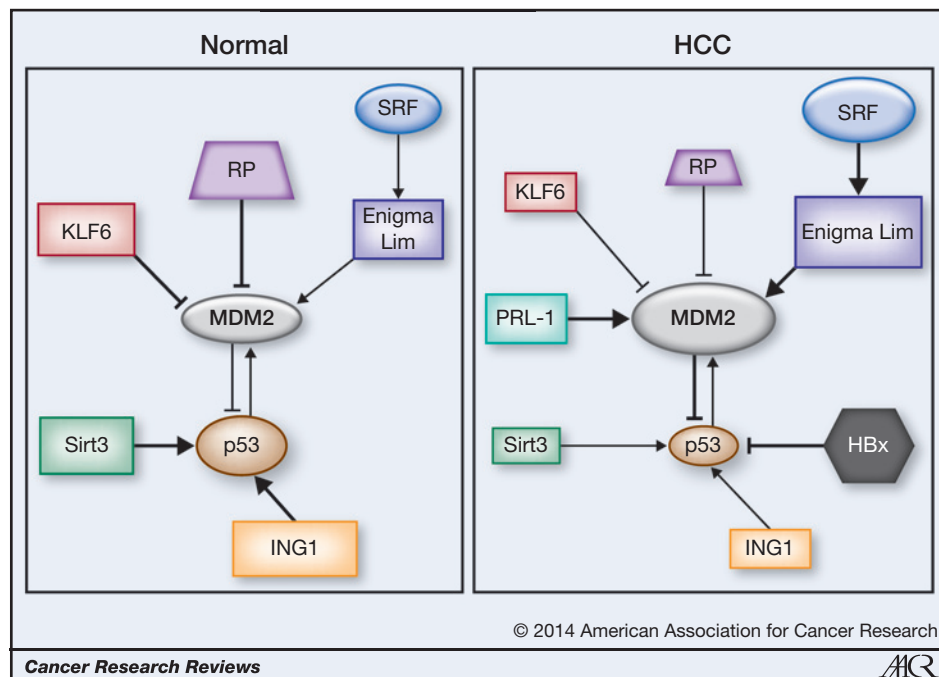 Normal
SRF
RP
Enigma
Lim
KLF6
MDM2
Sirt3
p53
ING1
HCC
SRF
RP
KLF6
Enigma Lim
PRL-1
MDM2
Sirt3
p53
HBx
ING1
© 2014 American Association for Cancer Research
Cancer Research Reviews
AACR